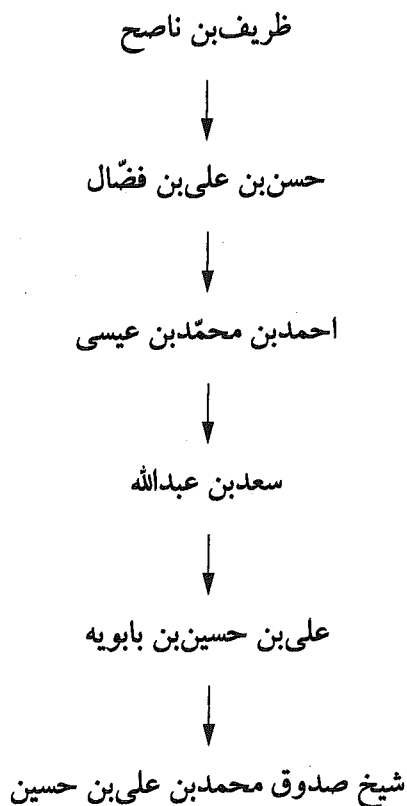 ظریف‌بن ناصح
حسن‌بن علی‌بن فضّال
احمدبن محمّدبن عیسی
سعدبن عبدالله
علی‌بن حسین‌بن بابویه
شیخ صدوق محمدبن علی‌بن حسین